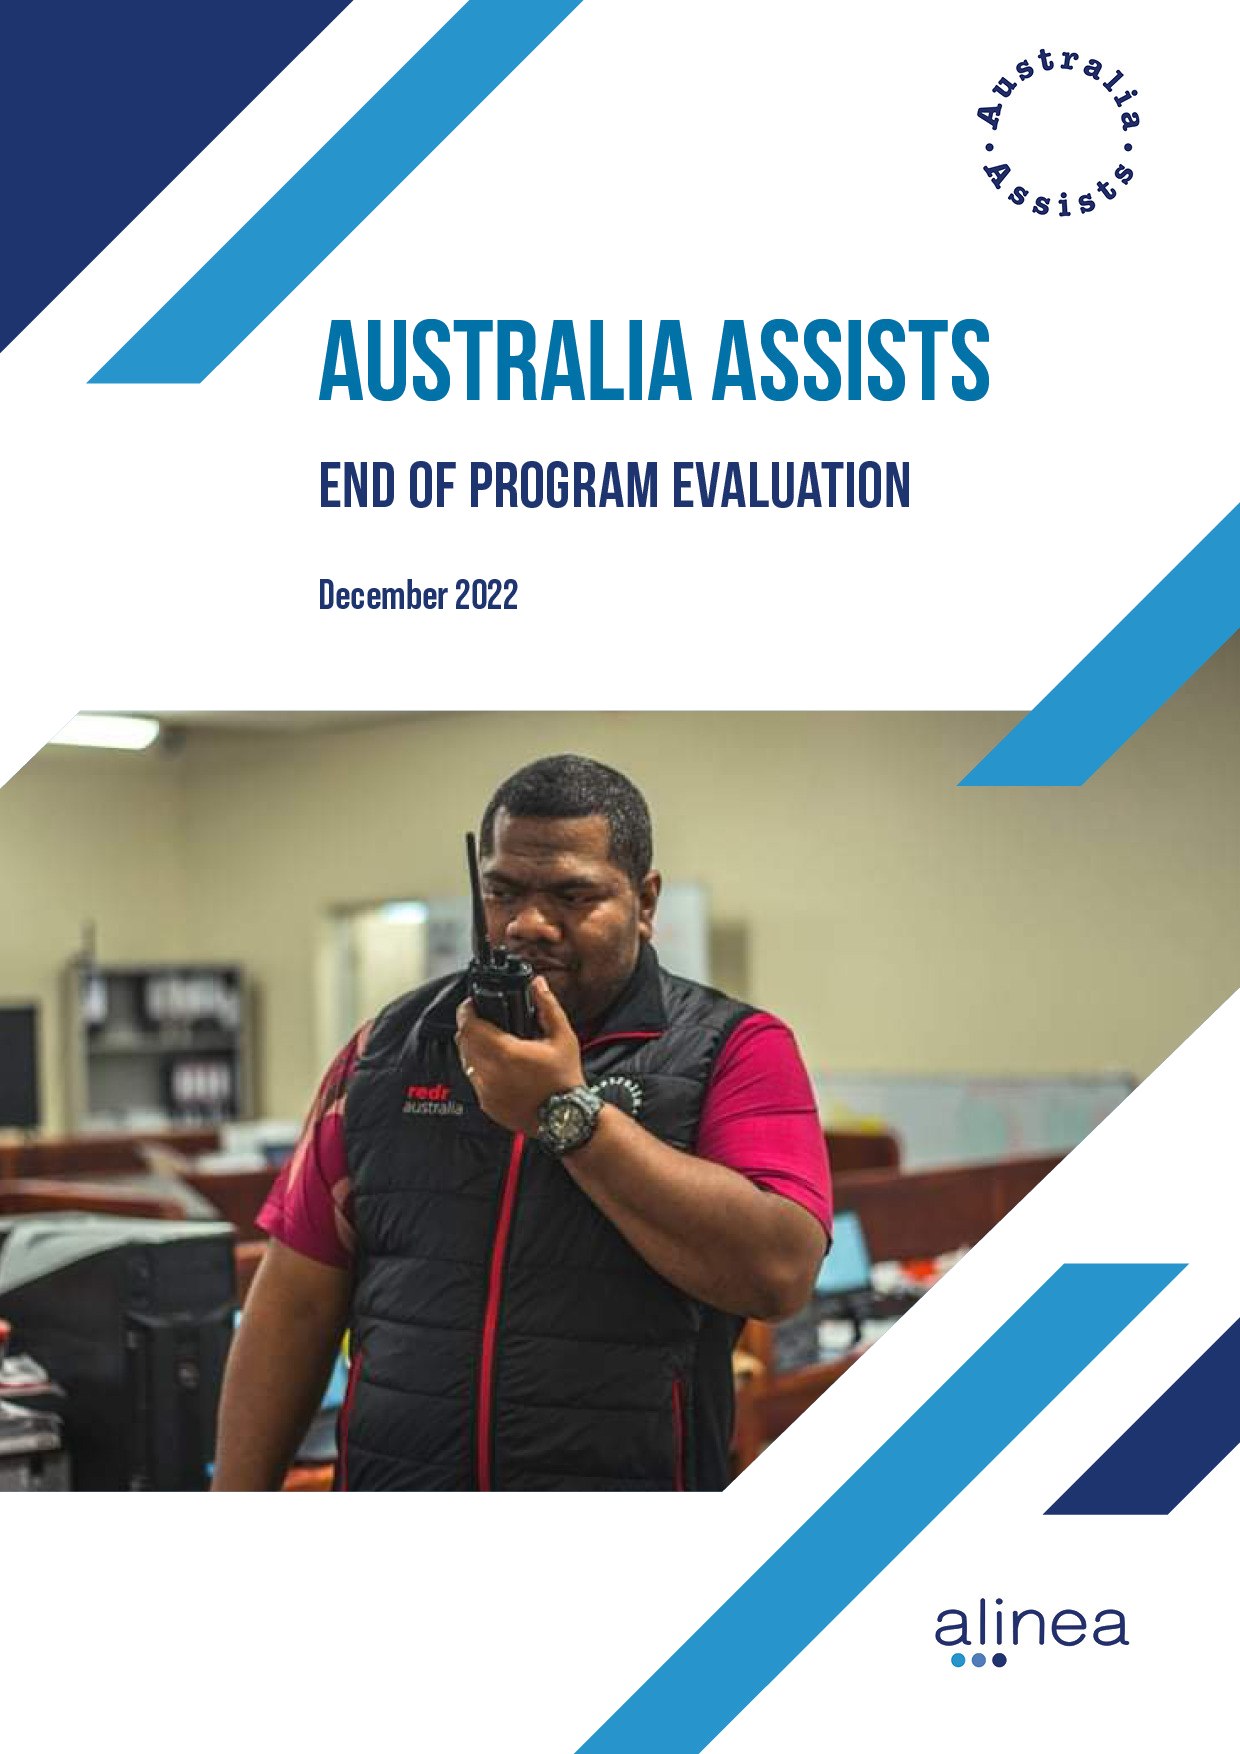 Australia Assists
AUSTRALIA ASSISTS
END OF PROGRAM EVALUATION
December 2022
redr
australia
alinea